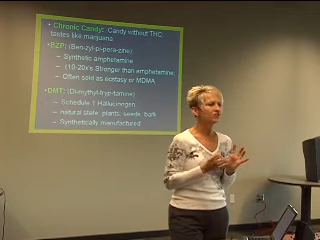 • Chronic Candy: Candy without THC;
tastes like marijuana.
• BZP: (Ben-zyl-pi-pera-zine)
– Synthetic amphetamine
– (10-20x's Stronger than amphetamine)
– Often sold as ecstasy or MDMA
• DMT: (Di-mythyl-tryp-tamine)
– Schedule 1 Hallucinogen
– natural state: plants, seeds, bark
– Synthetically manufactured